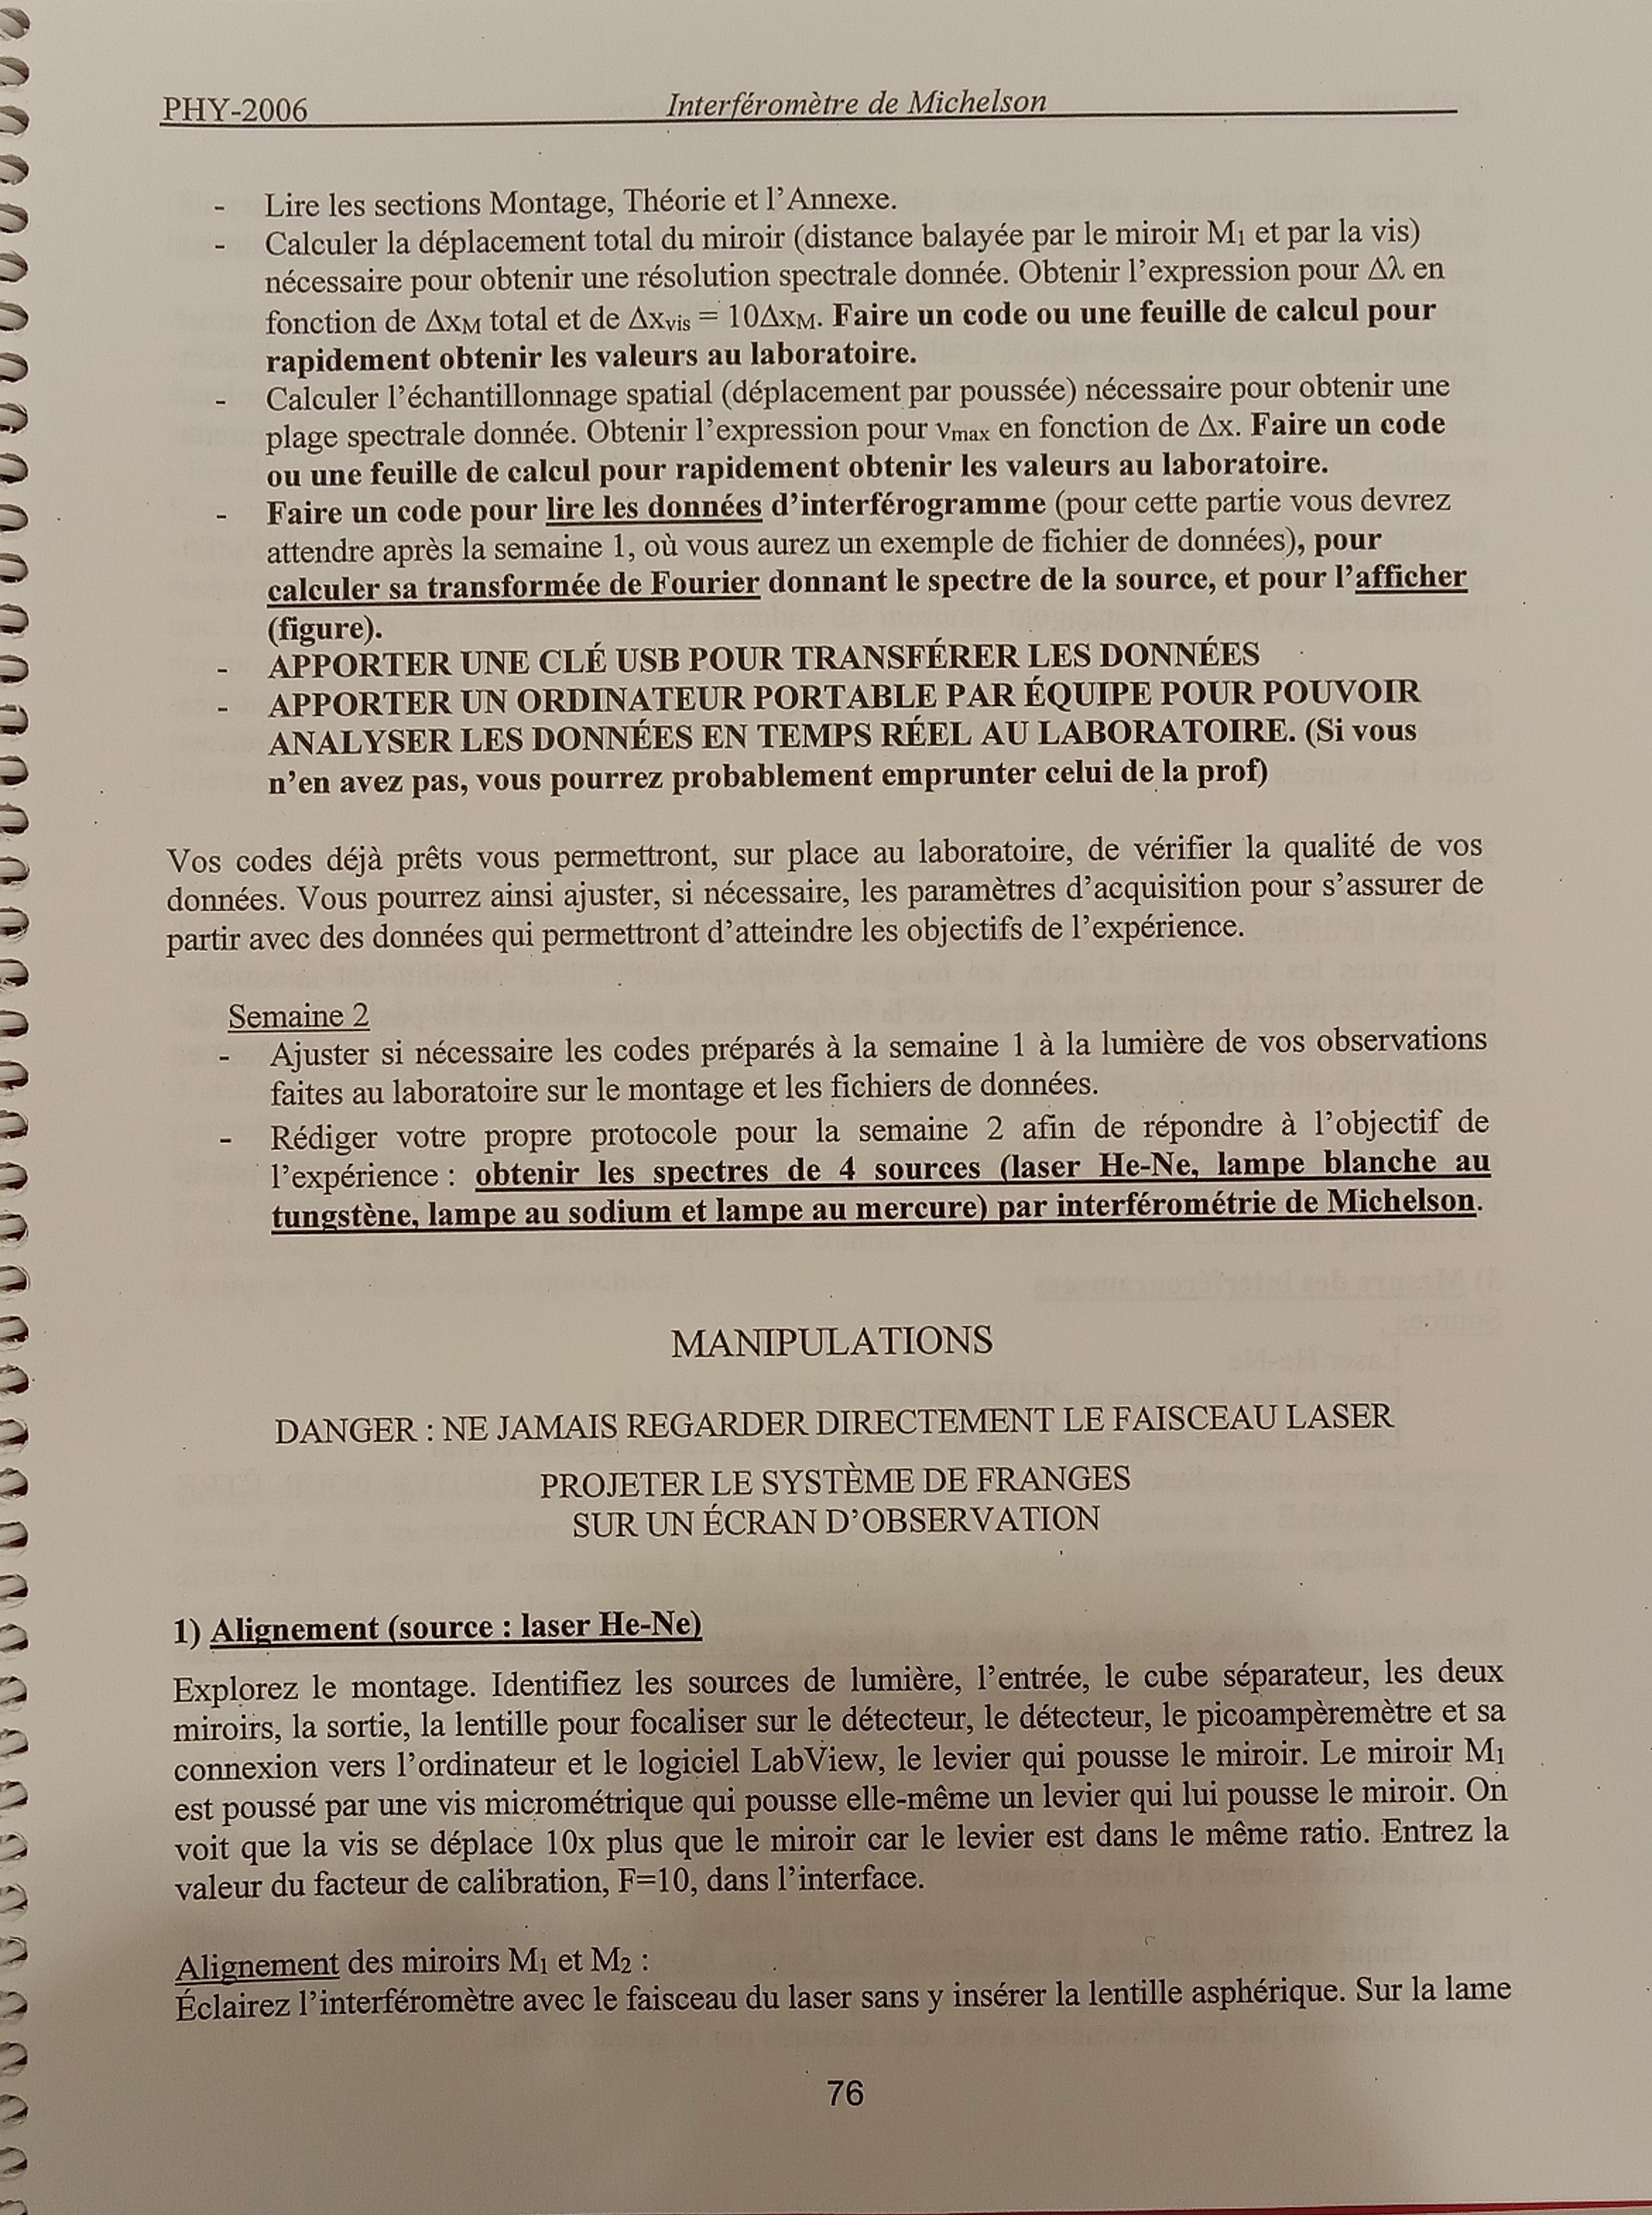 PHY-2006 Interféromètre de Michelson
- Lire les sections Montage, Théorie et l'Annexe.
- Calculer la déplacement total du miroir (distance balayée par le miroir M₁ et par la vis)
nécessaire pour obtenir une résolution spectrale donnée. Obtenir l'expression pour Δλ en
fonction de Δx_M total et de Δx_vis = 10Δx_M. Faire un code ou une feuille de calcul pour
rapidement obtenir les valeurs au laboratoire.
- Calculer l'échantillonnage spatial (déplacement par poussée) nécessaire pour obtenir une
plage spectrale donnée. Obtenir l'expression pour ν_max en fonction de Δx. Faire un code
ou une feuille de calcul pour rapidement obtenir les valeurs au laboratoire.
- Faire un code pour lire les données d'interférogramme (pour cette partie vous devrez
attendre après la semaine 1, où vous aurez un exemple de fichier de données), pour
calculer sa transformée de Fourier donnant le spectre de la source, et pour l'afficher
(figure).
- APPORTER UNE CLÉ USB POUR TRANSFÉRER LES DONNÉES
- APPORTER UN ORDINATEUR PORTABLE PAR ÉQUIPE POUR POUVOIR
ANALYSER LES DONNÉES EN TEMPS RÉEL AU LABORATOIRE. (Si vous
n'en avez pas, vous pourrez probablement emprunter celui de la prof)
Vos codes déjà prêts vous permettront, sur place au laboratoire, de vérifier la qualité de vos
données. Vous pourrez ainsi ajuster, si nécessaire, les paramètres d'acquisition pour s'assurer de
partir avec des données qui permettront d'atteindre les objectifs de l'expérience.
Semaine 2
- Ajuster si nécessaire les codes préparés à la semaine 1 à la lumière de vos observations
faites au laboratoire sur le montage et les fichiers de données.
- Rédiger votre propre protocole pour la semaine 2 afin de répondre à l'objectif de
l'expérience : obtenir les spectres de 4 sources (laser He-Ne, lampe blanche au
tungstène, lampe au sodium et lampe au mercure) par interférométrie de Michelson.
MANIPULATIONS
DANGER : NE JAMAIS REGARDER DIRECTEMENT LE FAISCEAU LASER
PROJETER LE SYSTÈME DE FRANGES
SUR UN ÉCRAN D'OBSERVATION
1) Alignement (source : laser He-Ne)
Explorez le montage. Identifiez les sources de lumière, l'entrée, le cube séparateur, les deux
miroirs, la sortie, la lentille pour focaliser sur le détecteur, le détecteur, le picoampèremètre et sa
connexion vers l'ordinateur et le logiciel LabView, le levier qui pousse le miroir. Le miroir M₁
est poussé par une vis micrométrique qui pousse elle-même un levier qui lui pousse le miroir. On
voit que la vis se déplace 10x plus que le miroir car le levier est dans le même ratio. Entrez la
valeur du facteur de calibration, F=10, dans l'interface.
Alignement des miroirs M₁ et M₂ :
Éclairez l'interféromètre avec le faisceau du laser sans y insérer la lentille asphérique. Sur la lame
76